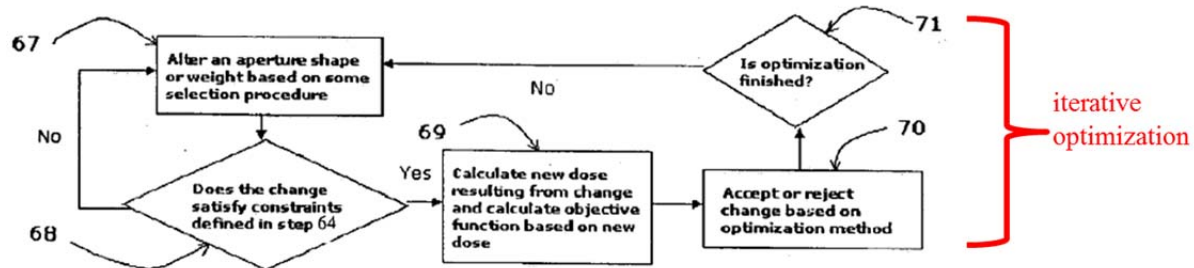 67
Alter an aperture shape
or weight based on some
selection procedure
71
Is optimization
finished?
No
No
iterative
optimization
69
70
Yes
Does the change
satisfy constraints
defined in step 64
68
Calculate new dose
resulting from change
and calculate objective
function based on new
dose
Accept or reject
change based on
optimization method